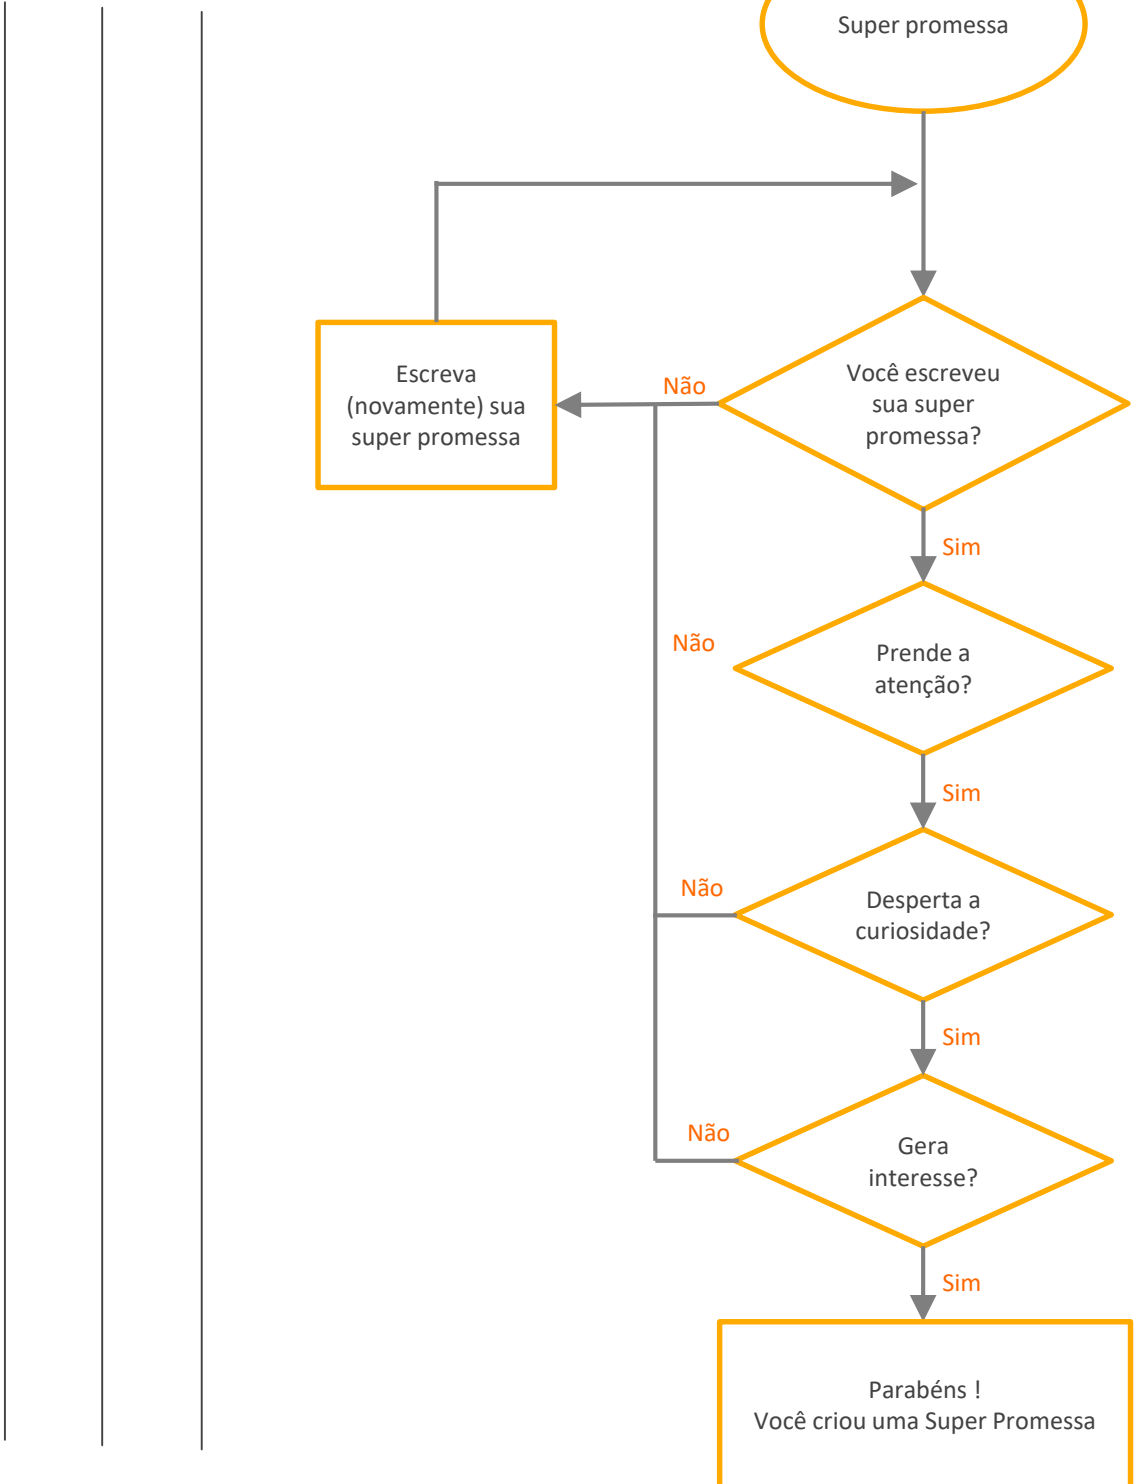 Super promessa
Escreva
(novamente) sua
super promessa
Não
Você escreveu
sua super
promessa?
Sim
Não
Prende a
atenção?
Sim
Não
Desperta a
curiosidade?
Sim
Não
Gera
interesse?
Sim
Parabéns !
Você criou uma Super Promessa